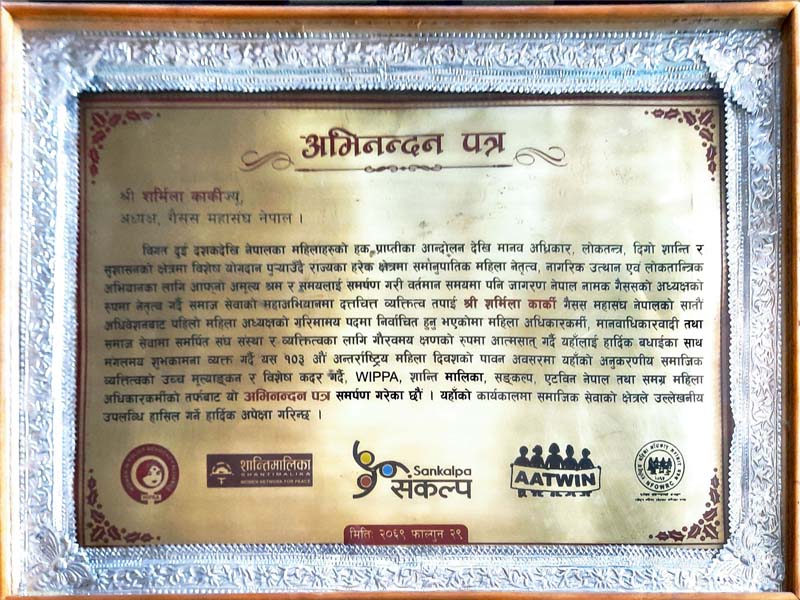 अभिनन्दन पत्र
श्री शर्मिला कार्कीज्यू,
अध्यक्ष, गैसस महासंघ नेपाल ।
विगत दुई दशकदेखि नेपालका महिलाहरुको हक प्राप्तीका आन्दोलन देखि मानव अधिकार, लोकतन्त्र, दिगो शान्ति र
सुशासनको क्षेत्रमा विशेष योगदान पुर्‍याउँदै राज्यका हरेक क्षेत्रमा समानुपातिक महिला नेतृत्व, नागरिक उत्थान एवं लोकतान्त्रिक
अभियानका लागि आफ्नो अमूल्य श्रम र समयलाई समर्पण गरी वर्तमान समयमा पनि जागरण नेपाल नामक गैससको अध्यक्षको
रुपमा नेतृत्व गर्दै समाज सेवाको महाअभियानमा दत्तचित्त व्यक्तित्व तपाई श्री शर्मिला कार्की गैसस महासंघ नेपालको सातौं
अधिवेशनबाट पहिलो महिला अध्यक्षको गरिमामय पदमा निर्वाचित हुनु भएकोमा महिला अधिकारकर्मी, मानवाधिकारवादी तथा
समाज सेवामा समर्पित संघ संस्था र व्यक्तित्वका लागि गौरवमय क्षणको रुपमा आत्मसात् गर्दै यहाँलाई हार्दिक बधाईका साथ
मंगलमय शुभकामना व्यक्त गर्दै यस १०३ औं अन्तर्राष्ट्रिय महिला दिवशको पावन अवसरमा यहाँको अनुकरणीय समाजिक
व्यक्तित्वको उच्च मूल्याङ्कन र विशेष कदर गर्दै, WIPPA, शान्ति मालिका, सङ्कल्प, एटविन नेपाल तथा समग्र महिला
अधिकारकर्मीको तर्फबाट यो अभिनन्दन पत्र समर्पण गरेका छौं । यहाँको कार्यकालमा समाजिक सेवाको क्षेत्रले उल्लेखनीय
उपलब्धि हासिल गर्ने हार्दिक अपेक्षा गरिन्छ ।
शान्तिमालिका
SHANTIMALIKA
WOMEN NETWORK FOR PEACE
Sankalpa
संकल्प
AATWIN
मितिः २०६९ फाल्गुन २९